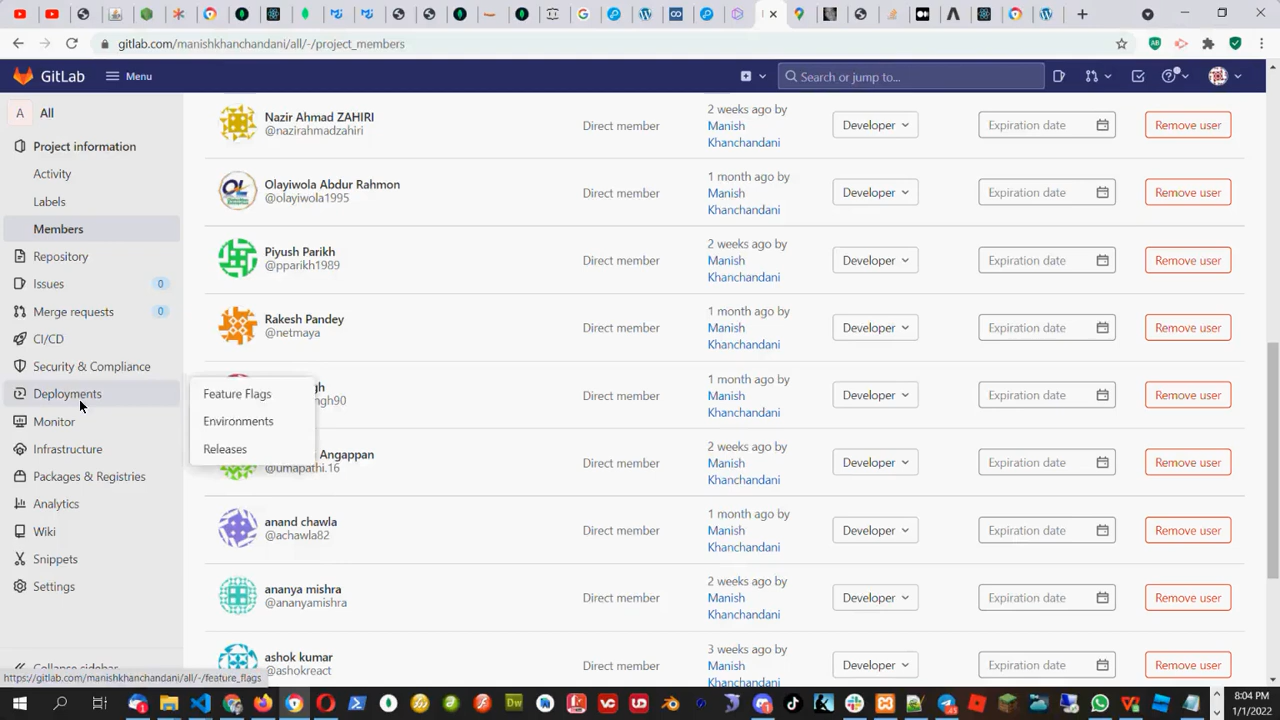 gitlab.com/manishkhanchandani/all/-/project_members
GitLab
Menu
Search or jump to...
A
All
Project information
Activity
Labels
Members
Repository
Issues
0
Merge requests
0
CI/CD
Security & Compliance
Deployments
Monitor
Infrastructure
Packages & Registries
Analytics
Wiki
Snippets
Settings
Collapse sidebar
Feature Flags
Environments
Releases
Nazir Ahmad ZAHIRI
@nazirahmadzahiri
Direct member
2 weeks ago by
Manish
Khanchandani
Developer
Expiration date
Remove user
Olayiwola Abdur Rahmon
@olayiwola1995
Direct member
1 month ago by
Manish
Khanchandani
Developer
Expiration date
Remove user
Piyush Parikh
@pparikh1989
Direct member
2 weeks ago by
Manish
Khanchandani
Developer
Expiration date
Remove user
Rakesh Pandey
@netmaya
Direct member
1 month ago by
Manish
Khanchandani
Developer
Expiration date
Remove user
gh
ngh90
Direct member
1 month ago by
Manish
Khanchandani
Developer
Expiration date
Remove user
Angappan
@umapathi.16
Direct member
2 weeks ago by
Manish
Khanchandani
Developer
Expiration date
Remove user
anand chawla
@achawla82
Direct member
1 month ago by
Manish
Khanchandani
Developer
Expiration date
Remove user
ananya mishra
@ananyamishra
Direct member
2 weeks ago by
Manish
Khanchandani
Developer
Expiration date
Remove user
ashok kumar
@ashokreact
Direct member
3 weeks ago by
Manish
Khanchandani
Developer
Expiration date
Remove user
https://gitlab.com/manishkhanchandani/all/-/feature_flags
8:04 PM
1/1/2022